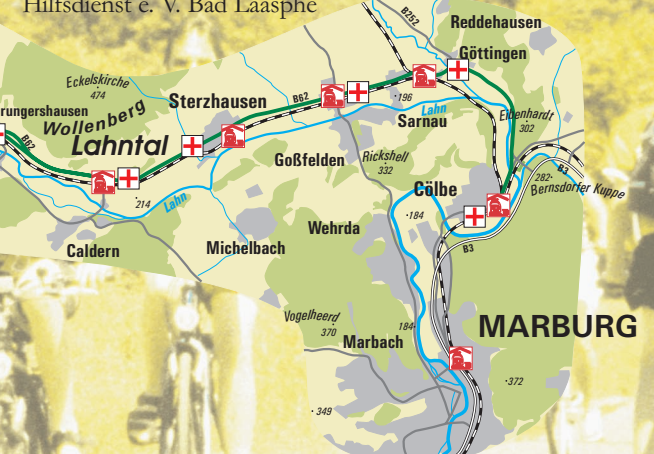 Hilfsdienst e. V. Bad Laasphe
B252
Reddehausen
Göttingen
Eckelskirche
474
rungershausen
Wollenberg
Sterzhausen
B62
196
Lahn
Sarnau
Elbenhardt
302
B62
Lahntal
Goßfelden
Rickshell
332
Cölbe
B3
282
Bernsdorfer Kuppe
214
Lahn
184
Wehrda
Caldern
Michelbach
B3
Vogelheerd
370
184
Marbach
MARBURG
372
349